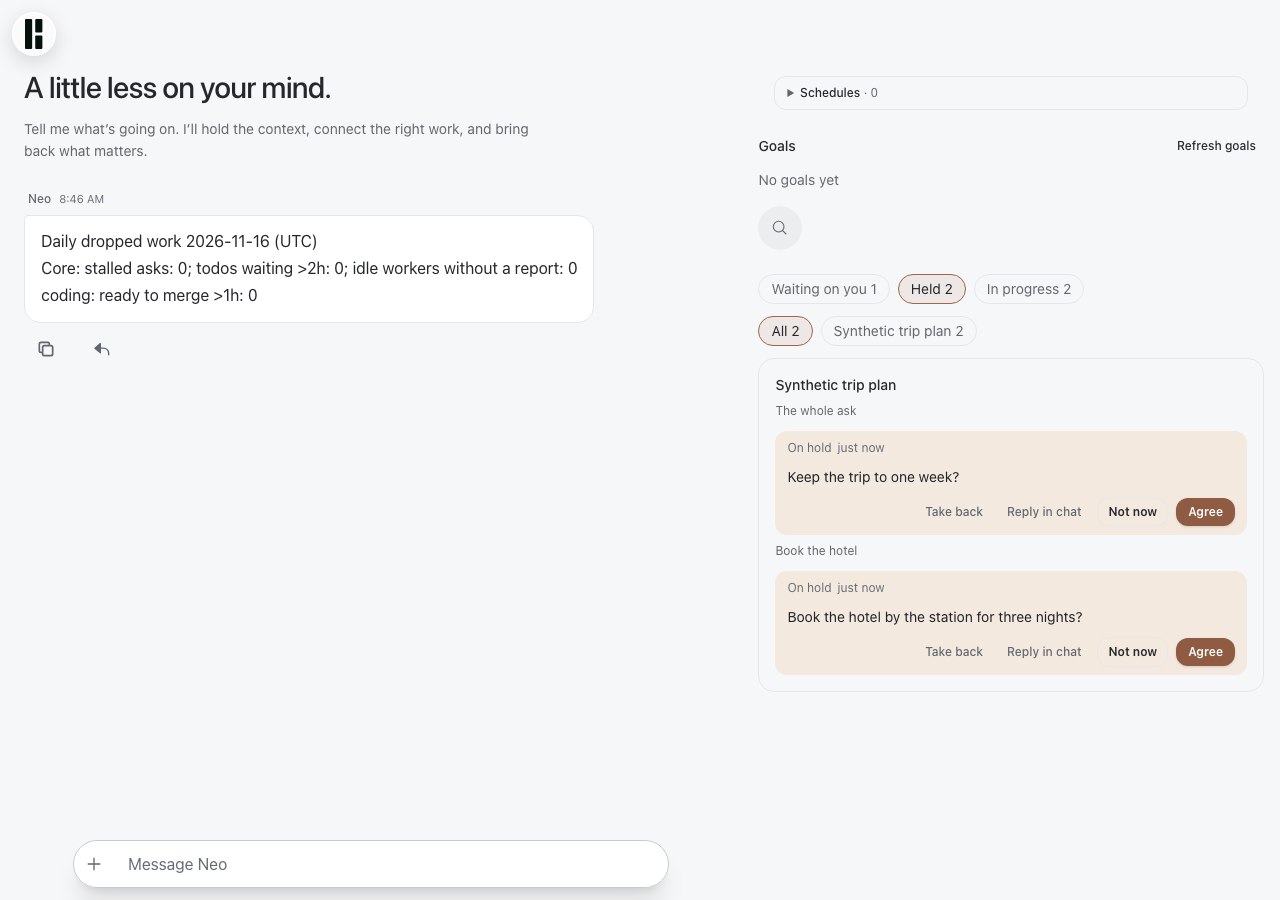 A little less on your mind.
Tell me what’s going on. I’ll hold the context, connect the right work, and bring
back what matters.
Neo 8:46 AM
Daily dropped work 2026-11-16 (UTC)
Core: stalled asks: 0; todos waiting >2h: 0; idle workers without a report: 0
coding: ready to merge >1h: 0
Message Neo
Schedules · 0
Goals Refresh goals
No goals yet
Waiting on you 1 Held 2 In progress 2
All 2 Synthetic trip plan 2
Synthetic trip plan
The whole ask
On hold just now
Keep the trip to one week?
Take back Reply in chat Not now Agree
Book the hotel
On hold just now
Book the hotel by the station for three nights?
Take back Reply in chat Not now Agree